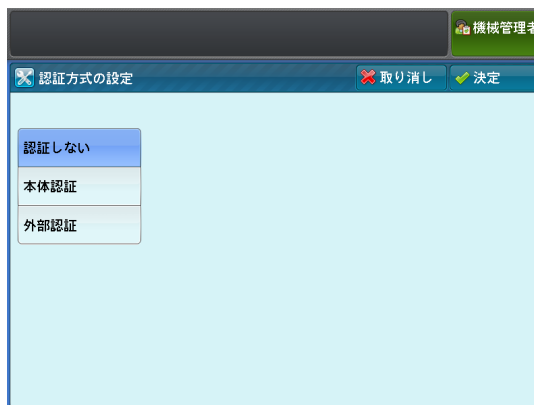 機械管理者
認証方式の設定
取り消し
決定
認証しない
本体認証
外部認証